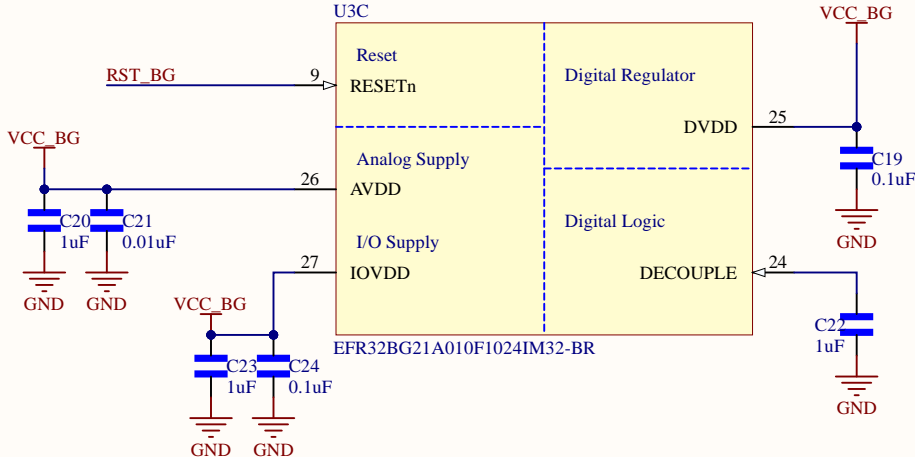 U3C
VCC_BG
Reset
RST_BG
9
RESETn
Digital Regulator
25
DVDD
VCC_BG
C19
0.1uF
GND
Analog Supply
26
AVDD
C20
1uF
C21
0.01uF
GND
GND
I/O Supply
27
IOVDD
Digital Logic
24
DECOUPLE
VCC_BG
C22
1uF
GND
EFR32BG21A010F1024IM32-BR
C23
1uF
C24
0.1uF
GND
GND